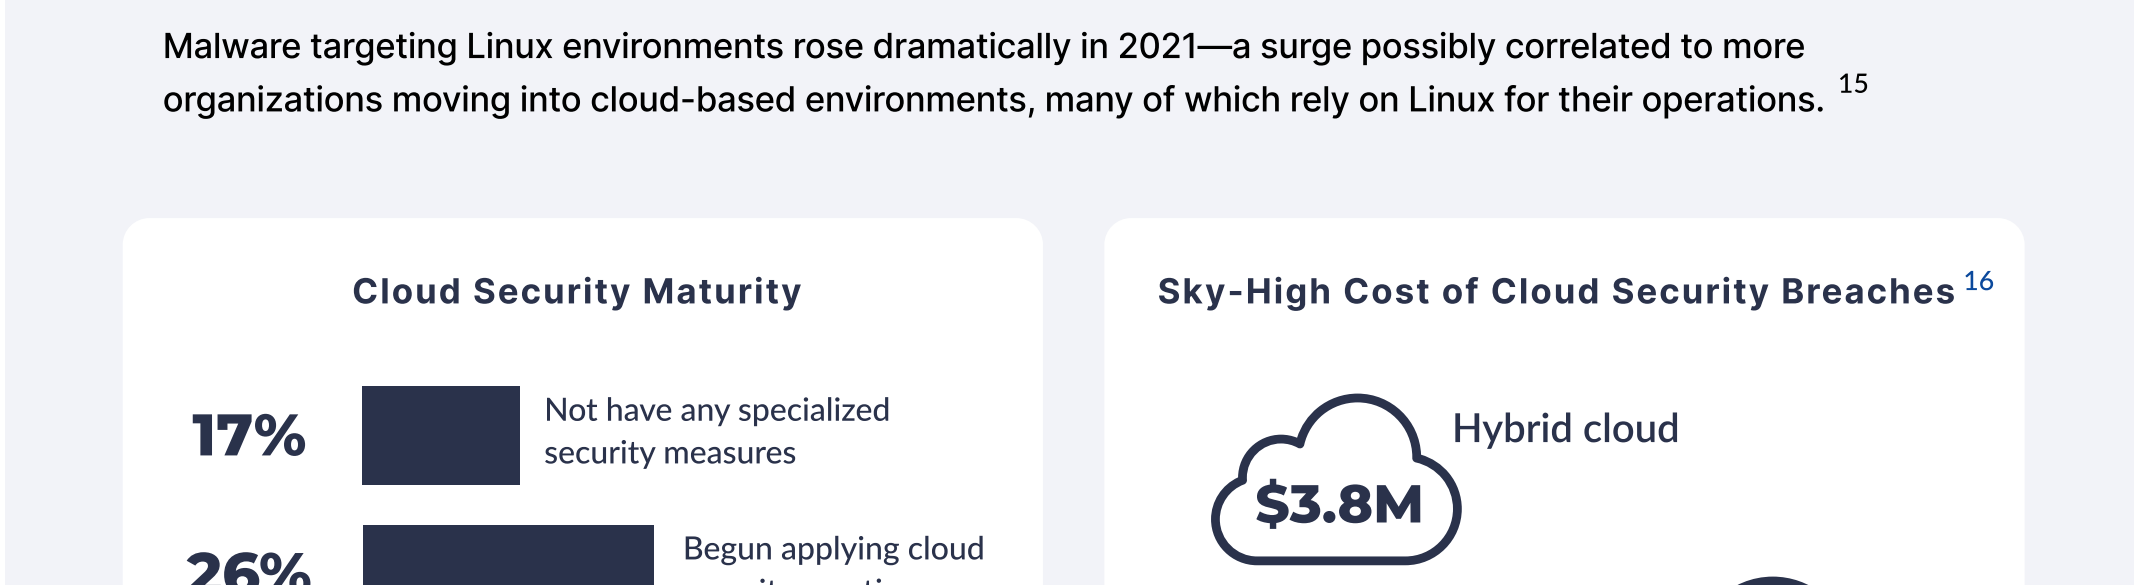 Malware targeting Linux environments rose dramatically in 2021—a surge possibly correlated to more
organizations moving into cloud-based environments, many of which rely on Linux for their operations. 15
Cloud Security Maturity
17%
Not have any specialized
security measures
26%
Begun applying cloud
Sky-High Cost of Cloud Security Breaches 16
Hybrid cloud
$3.8M